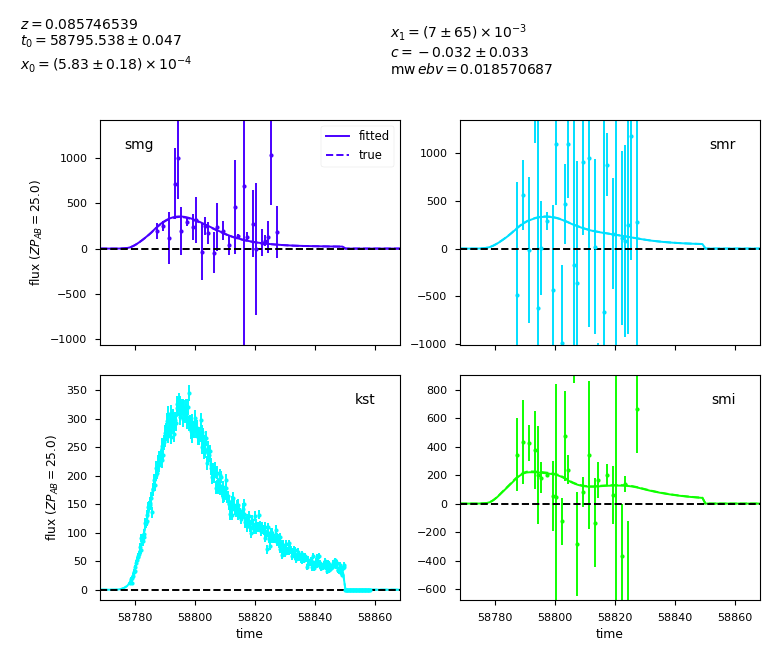 z = 0.085746539
t₀ = 58795.538 ± 0.047
x₀ = (5.83 ± 0.18) × 10⁻⁴
x₁ = (7 ± 65) × 10⁻³
c = −0.032 ± 0.033
mw ebv = 0.018570687
smg
fitted
true
1000
500
0
−500
−1000
flux (ZP_AB = 25.0)
smr
1000
500
0
−500
−1000
kst
350
300
250
200
150
100
50
0
flux (ZP_AB = 25.0)
58780 58800 58820 58840 58860
time
smi
800
600
400
200
0
−200
−400
−600
58780 58800 58820 58840 58860
time